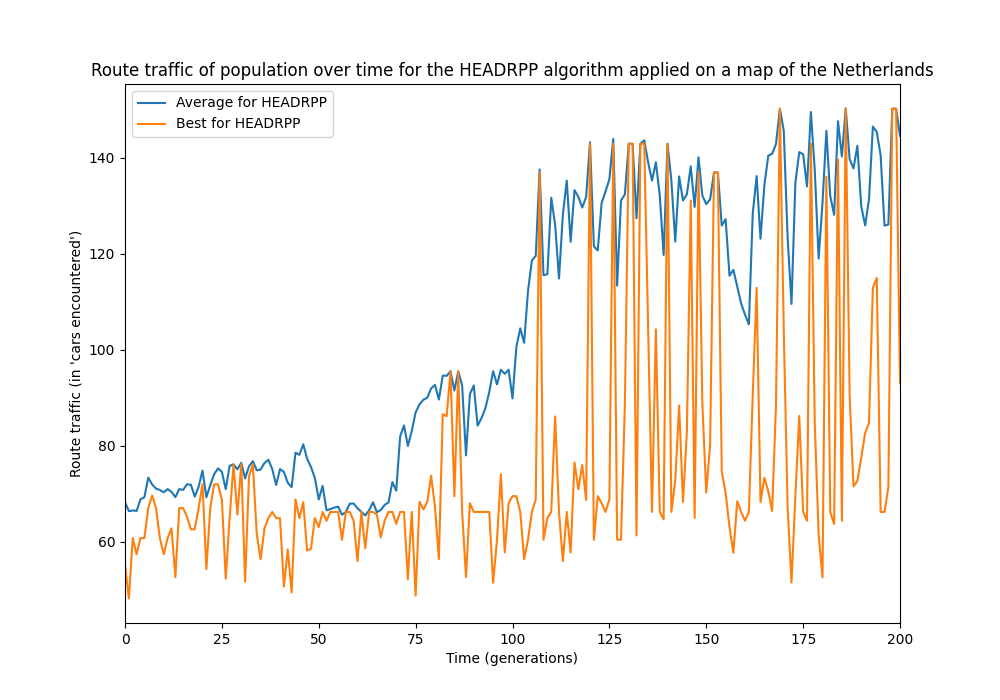 Route traffic of population over time for the HEADRPP algorithm applied on a map of the Netherlands
Average for HEADRPP
Best for HEADRPP
Route traffic (in 'cars encountered')
140
120
100
80
60
0 25 50 75 100 125 150 175 200
Time (generations)